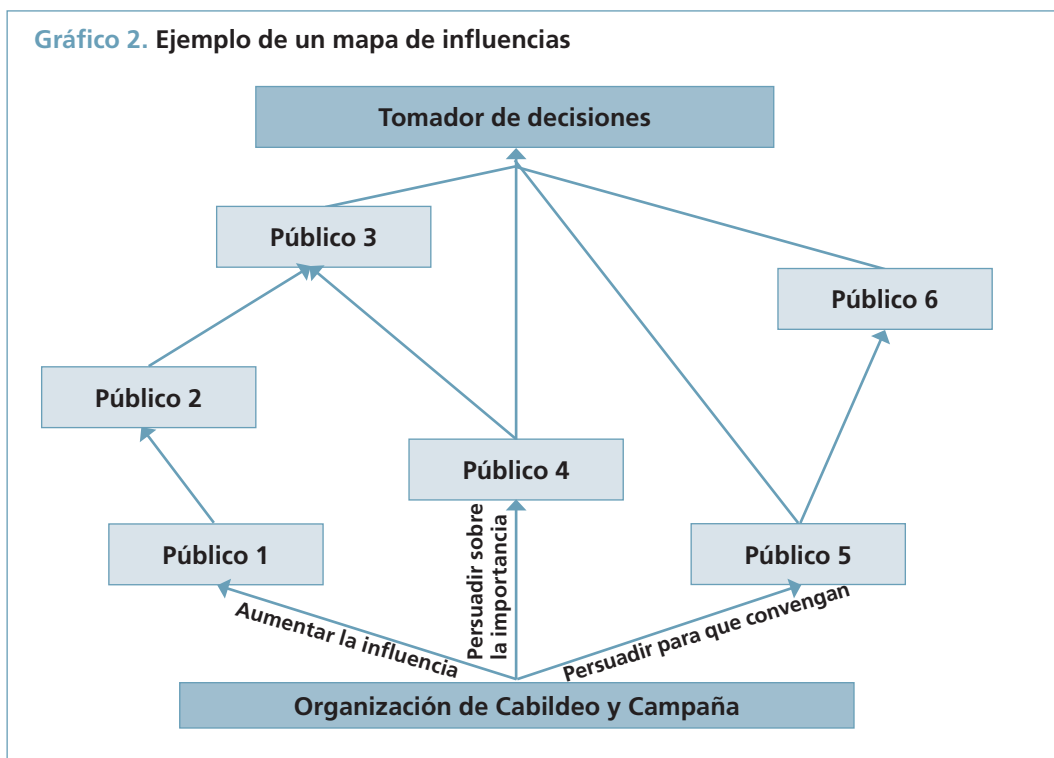 Gráfico 2. Ejemplo de un mapa de influencias
Tomador de decisiones
Público 3
Público 6
Público 2
Público 4
Público 1
Público 5
Aumentar la influencia
Persuadir sobre
la importancia
Persuadir para que convengan
Organización de Cabildeo y Campaña